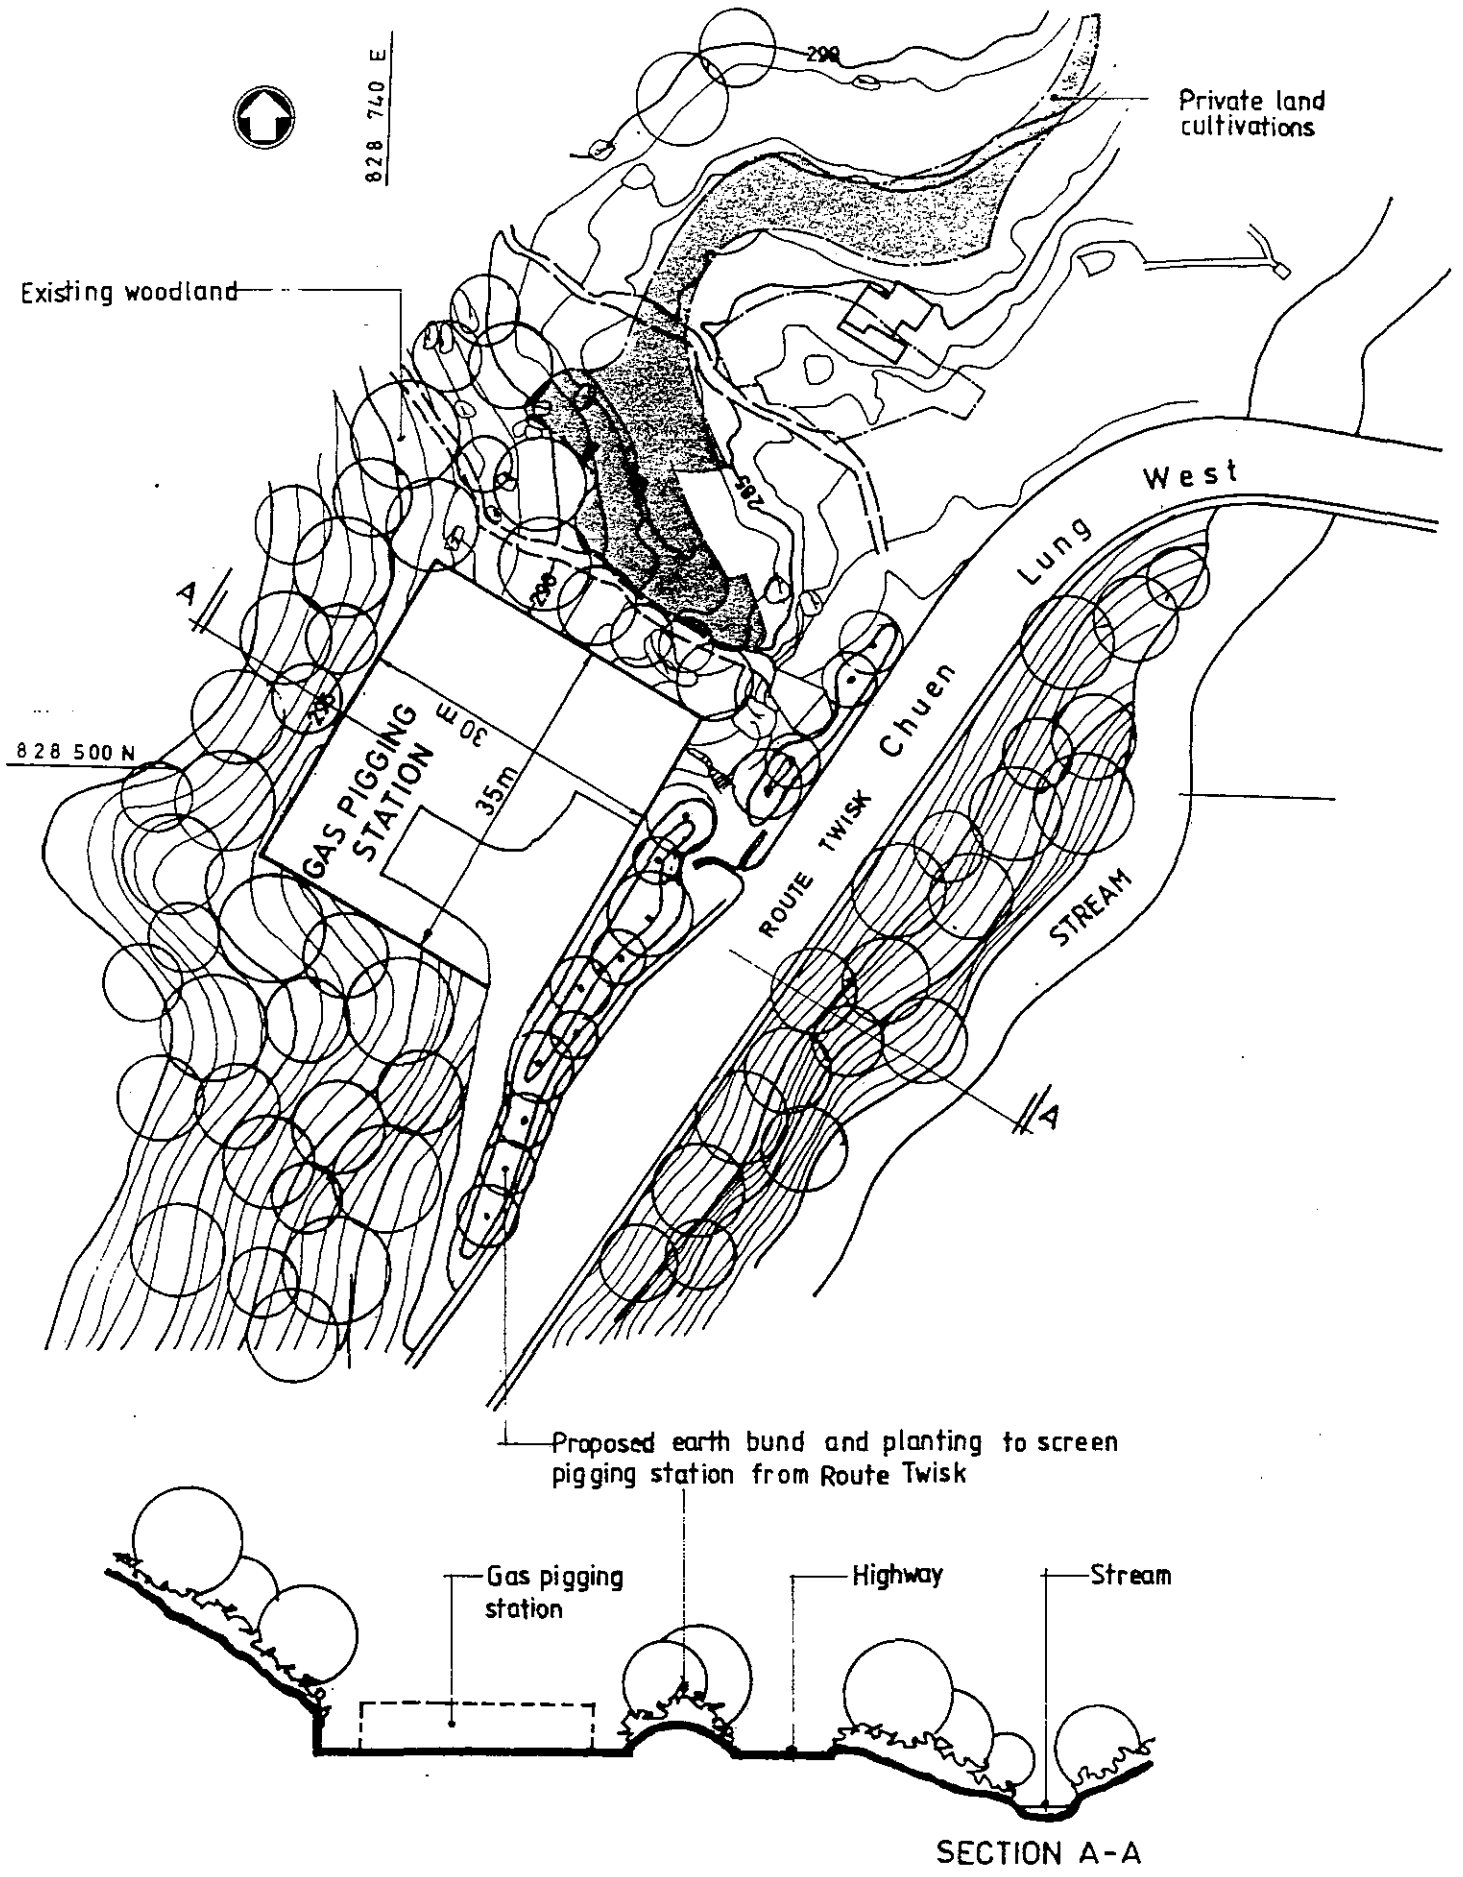 828 740 E
290
Private land
cultivations
Existing woodland
285
West
Lung
Chuen
290
A
295
30 m
GAS PIGGING
STATION
35m
828 500 N
ROUTE TWISK
STREAM
A
Proposed earth bund and planting to screen
pigging station from Route Twisk
Gas pigging
station
Highway
Stream
SECTION A-A